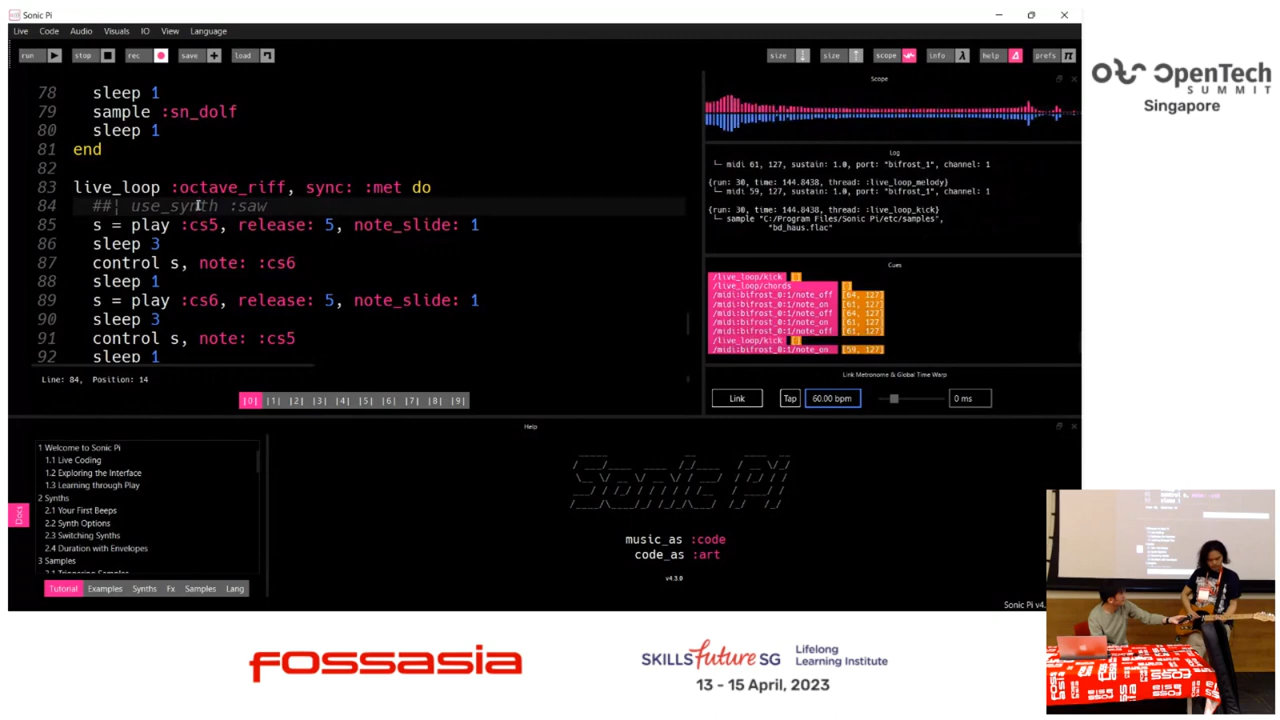 Sonic Pi
Live Code Audio Visuals IO View Language
run stop rec save load size size scope info help prefs
78 sleep 1
79 sample :sn_dolf
80 sleep 1
81 end
82
83 live_loop :octave_riff, sync: :met do
84 ##| use_synth :saw
85 s = play :cs5, release: 5, note_slide: 1
86 sleep 3
87 control s, note: :cs6
88 sleep 1
89 s = play :cs6, release: 5, note_slide: 1
90 sleep 3
91 control s, note: :cs5
92 sleep 1
Line: 84, Position: 14
|0| |1| |2| |3| |4| |5| |6| |7| |8| |9|
Scope
Log
└─ midi 61, 127, sustain: 1.0, port: "bifrost_1", channel: 1
{run: 30, time: 144.8438, thread: :live_loop_melody}
└─ midi 59, 127, sustain: 1.0, port: "bifrost_1", channel: 1
{run: 30, time: 144.8438, thread: :live_loop_kick}
└─ sample "C:/Program Files/Sonic Pi/etc/samples",
"bd_haus.flac"
Cues
/live_loop/kick []
/live_loop/chords []
/midi:bifrost_0:1/note_off [64, 127]
/midi:bifrost_0:1/note_on [61, 127]
/midi:bifrost_0:1/note_off [64, 127]
/midi:bifrost_0:1/note_on [61, 127]
/midi:bifrost_0:1/note_off [61, 127]
/live_loop/kick []
/midi:bifrost_0:1/note_on [59, 127]
Link Metronome & Global Time Warp
Link Tap 60.00 bpm 0 ms
Help
1 Welcome to Sonic Pi
1.1 Live Coding
1.2 Exploring the Interface
1.3 Learning through Play
2 Synths
2.1 Your First Beeps
2.2 Synth Options
2.3 Switching Synths
2.4 Duration with Envelopes
3 Samples
3.1 Triggering Samples
Docs
Tutorial Examples Synths Fx Samples Lang
Sonic Pi
music_as :code
code_as :art
v4.3.0
Sonic Pi v4.
OpenTech
SUMMIT
Singapore
FOSSASIA
SKILLS future SG
Lifelong
Learning Institute
13 - 15 April, 2023